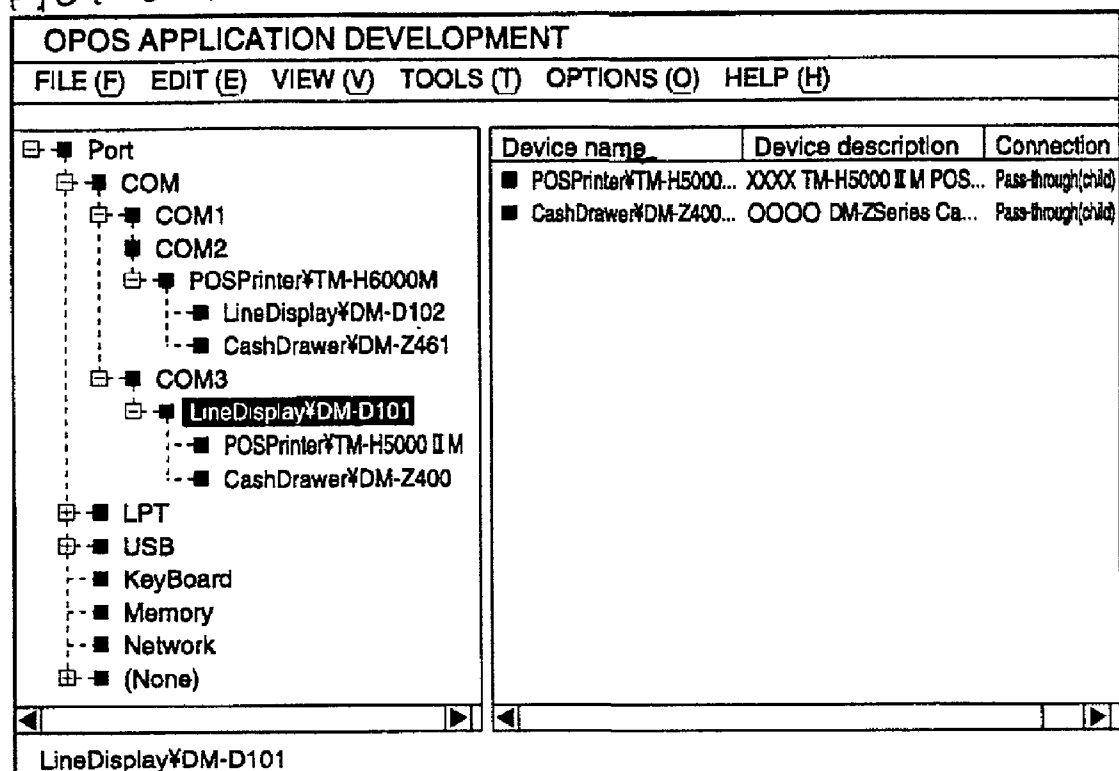 OPOS APPLICATION DEVELOPMENT
FILE (F) EDIT (E) VIEW (V) TOOLS (T) OPTIONS (O) HELP (H)
Port
COM
COM1
COM2
POSPrinter¥TM-H6000M
LineDisplay¥DM-D102
CashDrawer¥DM-Z461
COM3
LineDisplay¥DM-D101
POSPrinter¥TM-H5000 II M
CashDrawer¥DM-Z400
LPT
USB
KeyBoard
Memory
Network
(None)
Device name Device description Connection
POSPrinter¥TM-H5000... XXXX TM-H5000 II M POS... Pass-through(child)
CashDrawer¥DM-Z400... OOOO DM-ZSeries Ca... Pass-through(child)
LineDisplay¥DM-D101